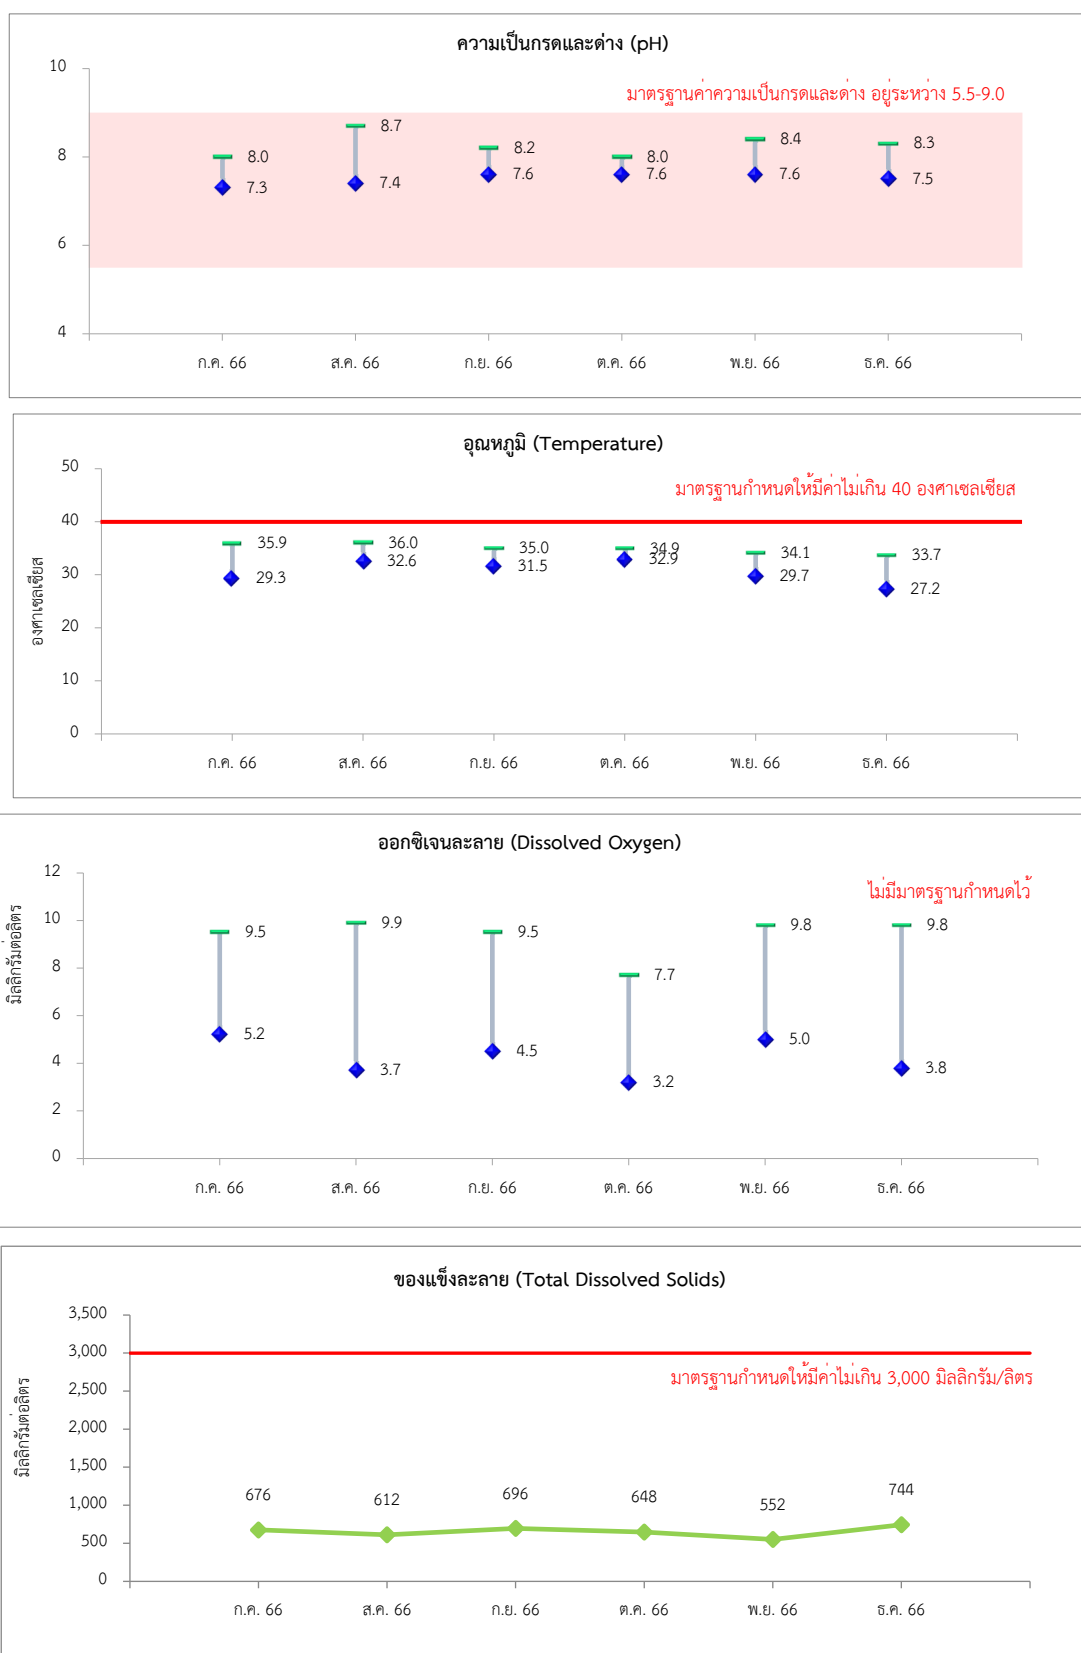 ความเป็นกรดและด่าง (pH)
มาตรฐานค่าความเป็นกรดและด่าง อยู่ระหว่าง 5.5-9.0
10
8
6
4
8.0 8.7 8.2 8.0 8.4 8.3
7.3 7.4 7.6 7.6 7.6 7.5
ก.ค. 66 ส.ค. 66 ก.ย. 66 ต.ค. 66 พ.ย. 66 ธ.ค. 66
อุณหภูมิ (Temperature)
มาตรฐานกำหนดให้มีค่าไม่เกิน 40 องศาเซลเซียส
องศาเซลเซียส
50
40
30
20
10
0
35.9 36.0 35.0 34.9 34.1 33.7
29.3 32.6 31.5 32.9 29.7 27.2
ก.ค. 66 ส.ค. 66 ก.ย. 66 ต.ค. 66 พ.ย. 66 ธ.ค. 66
ออกซิเจนละลาย (Dissolved Oxygen)
ไม่มีมาตรฐานกำหนดไว้
มิลลิกรัมต่อลิตร
12
10
8
6
4
2
0
9.5 9.9 9.5 7.7 9.8 9.8
5.2 3.7 4.5 3.2 5.0 3.8
ก.ค. 66 ส.ค. 66 ก.ย. 66 ต.ค. 66 พ.ย. 66 ธ.ค. 66
ของแข็งละลาย (Total Dissolved Solids)
มาตรฐานกำหนดให้มีค่าไม่เกิน 3,000 มิลลิกรัม/ลิตร
มิลลิกรัมต่อลิตร
3,500
3,000
2,500
2,000
1,500
1,000
500
0
676 612 696 648 552 744
ก.ค. 66 ส.ค. 66 ก.ย. 66 ต.ค. 66 พ.ย. 66 ธ.ค. 66